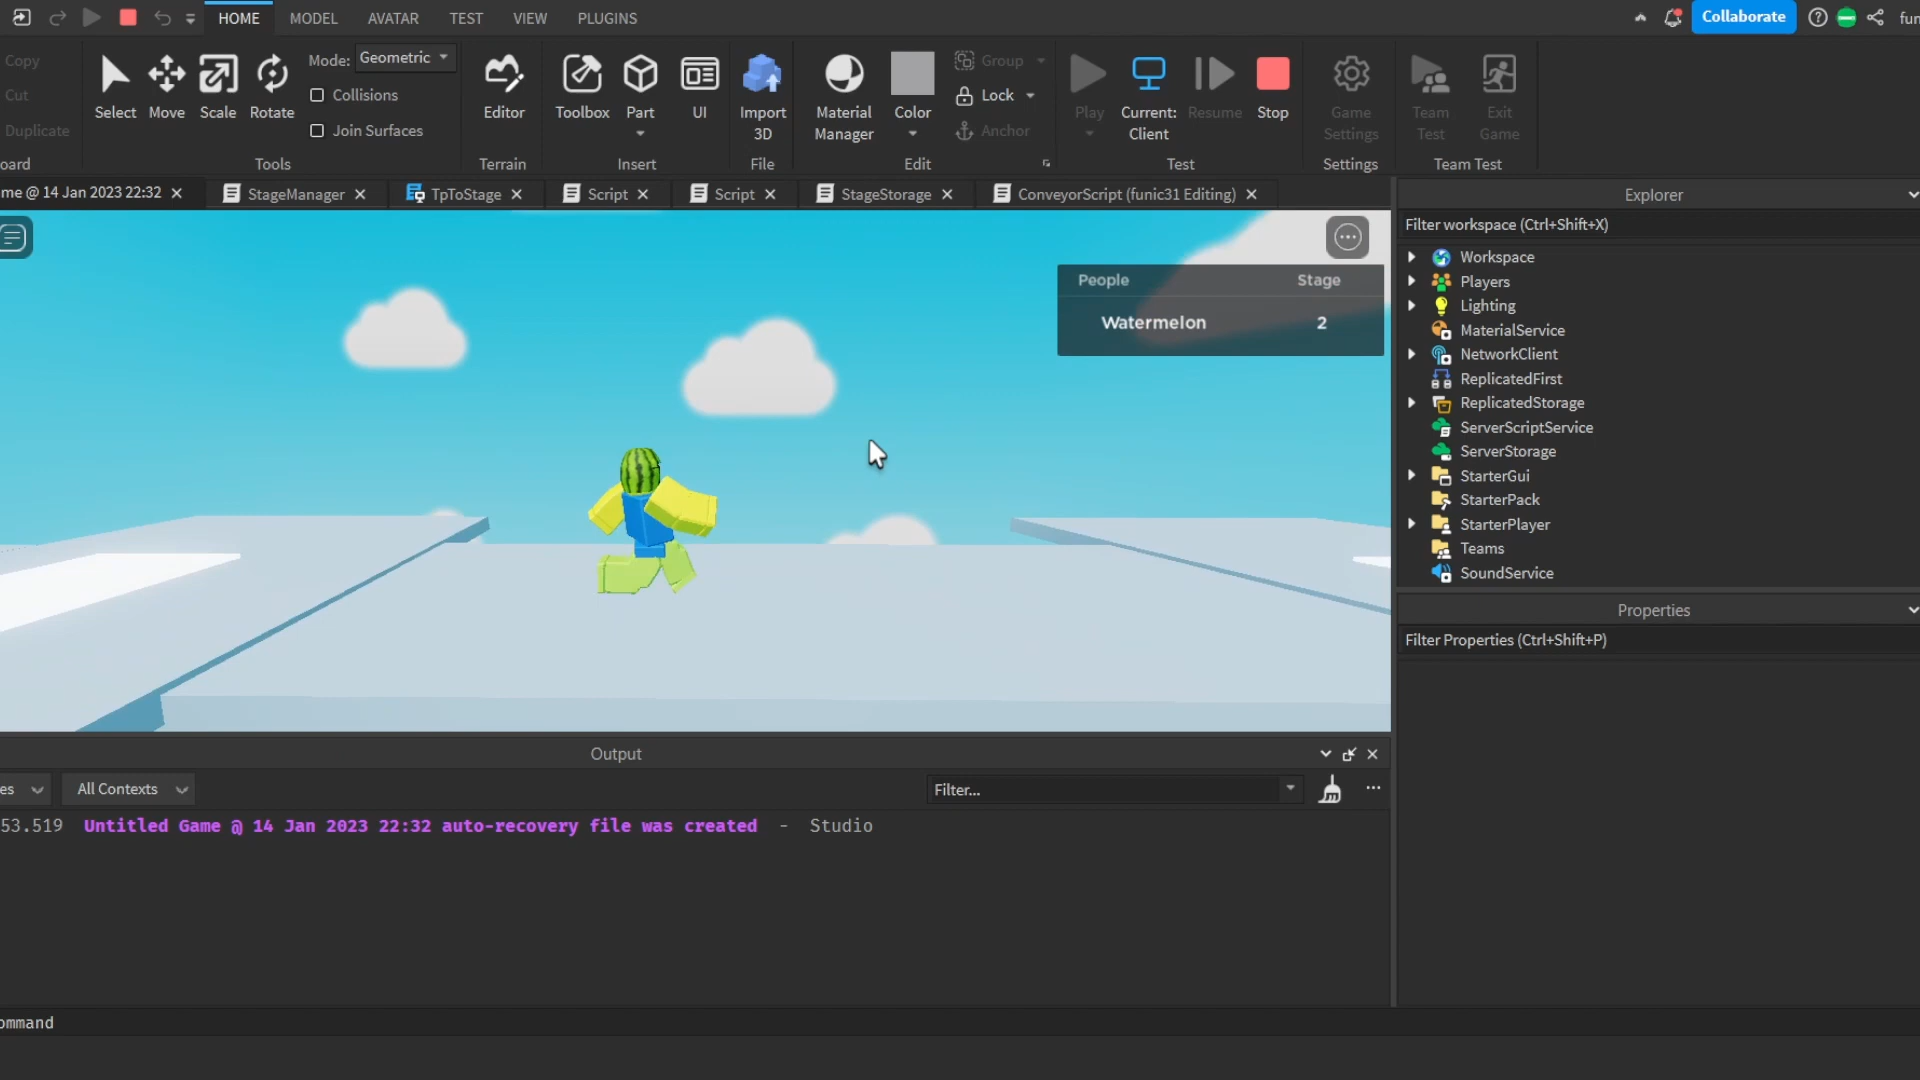 HOME MODEL AVATAR TEST VIEW PLUGINS Collaborate fun
Copy
Cut
Duplicate
oard
Select Move Scale Rotate
Mode: Geometric
Collisions
Join Surfaces
Tools
Editor
Terrain
Toolbox Part UI
Insert
Import
3D
File
Material
Manager
Color
Group
Lock
Anchor
Edit
Play
Current:
Client
Resume Stop
Test
Game
Settings
Settings
Team
Test
Exit
Game
Team Test
me @ 14 Jan 2023 22:32 StageManager TpToStage Script Script StageStorage ConveyorScript (funic31 Editing)
People Stage
Watermelon 2
Explorer
Filter workspace (Ctrl+Shift+X)
Workspace
Players
Lighting
MaterialService
NetworkClient
ReplicatedFirst
ReplicatedStorage
ServerScriptService
ServerStorage
StarterGui
StarterPack
StarterPlayer
Teams
SoundService
Properties
Filter Properties (Ctrl+Shift+P)
Output
es All Contexts Filter...
53.519 Untitled Game @ 14 Jan 2023 22:32 auto-recovery file was created - Studio
ommand